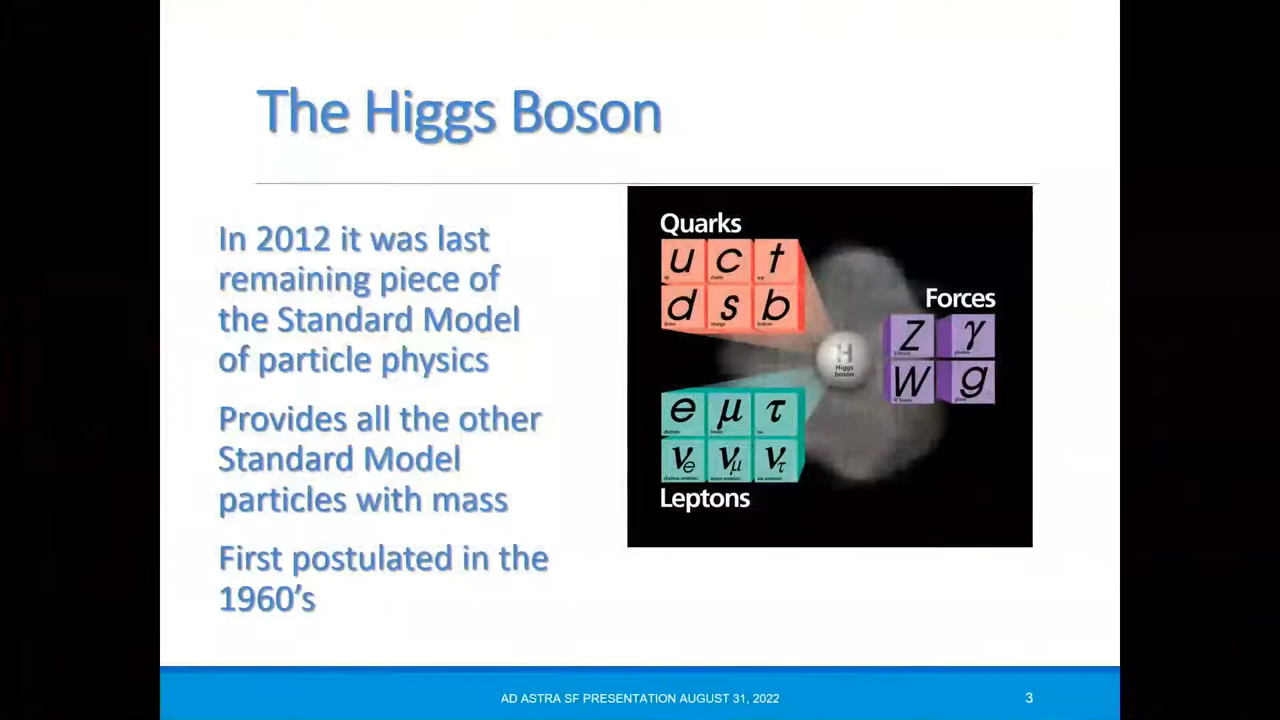 The Higgs Boson
In 2012 it was last
remaining piece of
the Standard Model
of particle physics
Provides all the other
Standard Model
particles with mass
First postulated in the
1960’s
Quarks
u c t
d s b
Forces
Z γ
W g
H
Higgs
boson
e μ τ
νe νμ ντ
Leptons
AD ASTRA SF PRESENTATION AUGUST 31, 2022
3